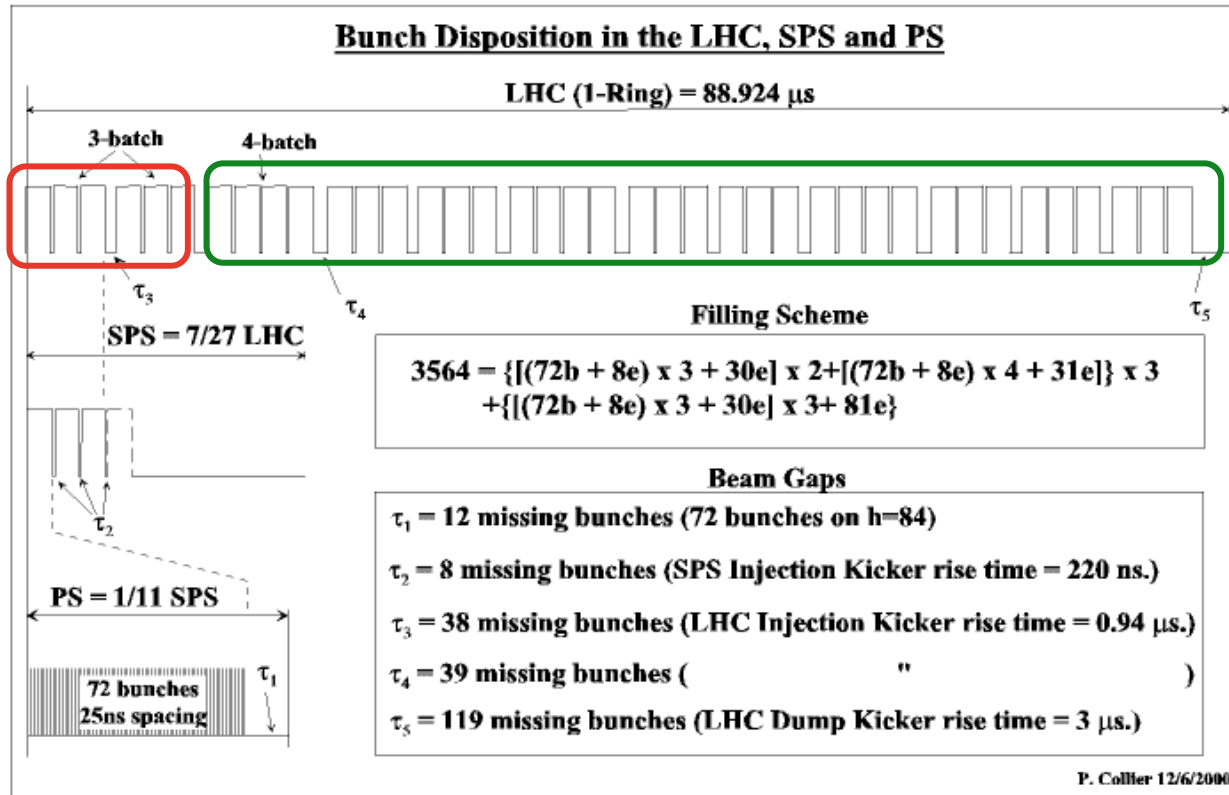 Bunch Disposition in the LHC, SPS and PS
LHC (1-Ring) = 88.924 μs
3-batch
4-batch
τ3
τ4
τ5
SPS = 7/27 LHC
Filling Scheme
3564 = {[(72b + 8e) x 3 + 30e] x 2+[(72b + 8e) x 4 + 31e]} x 3
+{[(72b + 8e) x 3 + 30e] x 3+ 81e}
τ2
Beam Gaps
τ1 = 12 missing bunches (72 bunches on h=84)
τ2 = 8 missing bunches (SPS Injection Kicker rise time = 220 ns.)
τ3 = 38 missing bunches (LHC Injection Kicker rise time = 0.94 μs.)
τ4 = 39 missing bunches ( " )
τ5 = 119 missing bunches (LHC Dump Kicker rise time = 3 μs.)
PS = 1/11 SPS
τ1
72 bunches
25ns spacing
P. Collier 12/6/2000